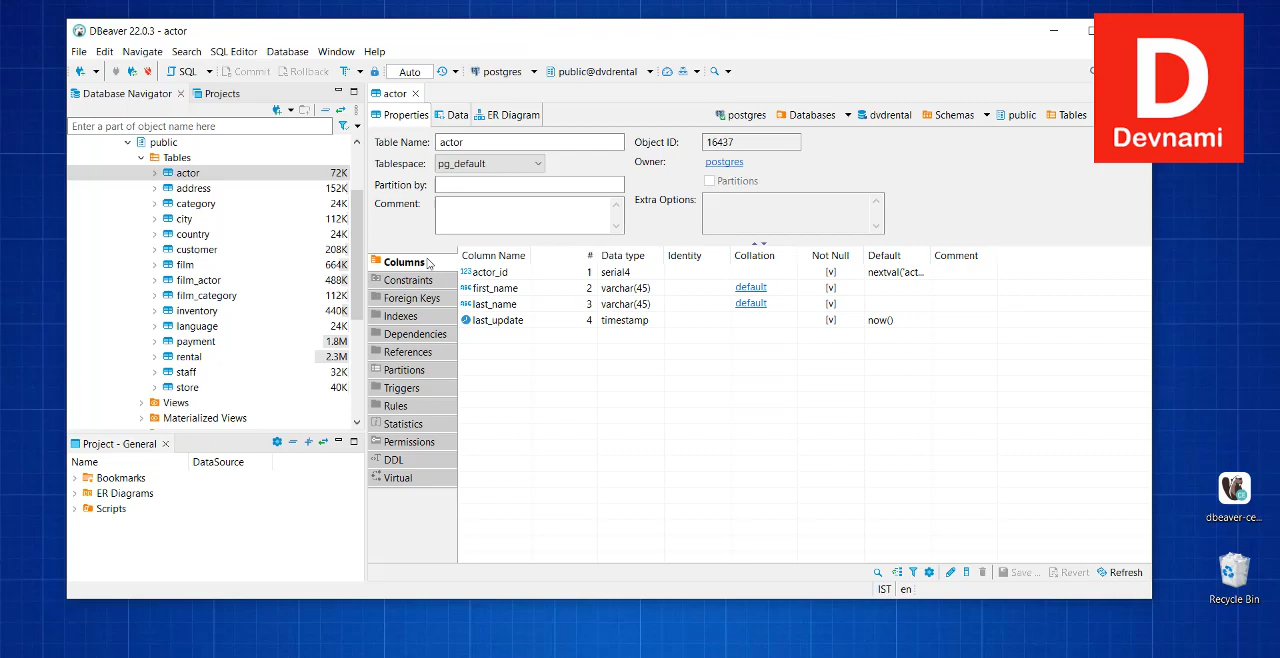 DBeaver 22.0.3 - actor
File Edit Navigate Search SQL Editor Database Window Help
SQL Commit Rollback Auto postgres public@dvdrental
Database Navigator Projects
Enter a part of object name here
public
Tables
actor 72K
address 152K
category 24K
city 112K
country 24K
customer 208K
film 664K
film_actor 488K
film_category 112K
inventory 440K
language 24K
payment 1.8M
rental 2.3M
staff 32K
store 40K
Views
Materialized Views
Project - General
Name DataSource
Bookmarks
ER Diagrams
Scripts
actor
Properties Data ER Diagram postgres Databases dvdrental Schemas public Tables
Table Name: actor Object ID: 16437
Tablespace: pg_default Owner: postgres
Partition by: Partitions
Comment: Extra Options:
Columns
Constraints
Foreign Keys
Indexes
Dependencies
References
Partitions
Triggers
Rules
Statistics
Permissions
DDL
Virtual
Column Name # Data type Identity Collation Not Null Default Comment
123 actor_id 1 serial4 [v] nextval('act...
ABC first_name 2 varchar(45) default [v]
ABC last_name 3 varchar(45) default [v]
last_update 4 timestamp [v] now()
Save ... Revert Refresh
IST en
D
Devnami
dbeaver-ce...
Recycle Bin